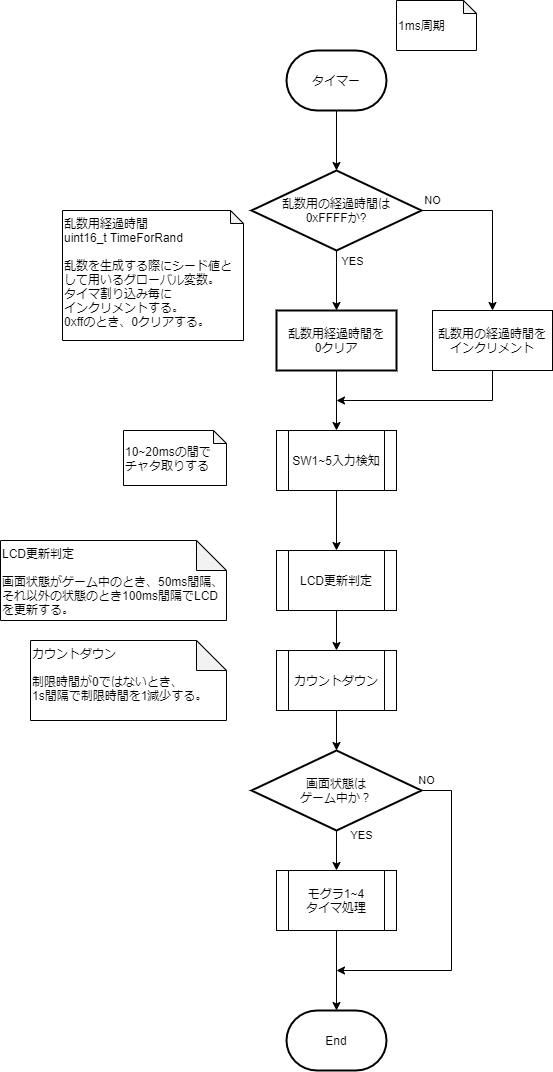 1ms周期
タイマー
乱数用の経過時間は
0xFFFFか?
NO
YES
乱数用経過時間
uint16_t TimeForRand
乱数を生成する際にシード値と
して用いるグローバル変数。
タイマ割り込み毎に
インクリメントする。
0xffのとき、0クリアする。
乱数用経過時間を
0クリア
乱数用の経過時間を
インクリメント
10~20msの間で
チャタ取りする
SW1~5入力検知
LCD更新判定
画面状態がゲーム中のとき、50ms間隔、
それ以外の状態のとき100ms間隔でLCD
を更新する。
LCD更新判定
カウントダウン
制限時間が0ではないとき、
1s間隔で制限時間を1減少する。
カウントダウン
画面状態は
ゲーム中か？
NO
YES
モグラ1~4
タイマ処理
End